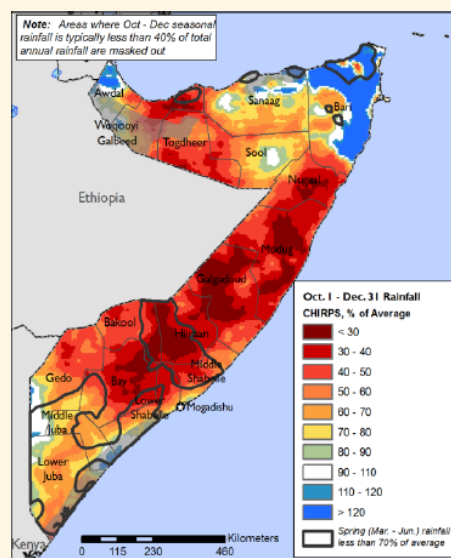 Note: Areas where Oct - Dec seasonal
rainfall is typically less than 40% of total
annual rainfall are masked out
Awdal
Woqooyi
Galbeed
Togdheer
Sanaag
Bari
Sool
Nugaal
Ethiopia
Mudug
Galgaduud
Bakool
Hiiraan
Gedo
Bay
Middle
Shabelle
Lower
Shabelle
Mogadishu
Middle
Juba
Lower
Juba
Kenya
Kilometers
0 115 230 460
Oct. 1 - Dec. 31 Rainfall
CHIRPS, % of Average
< 30
30 - 40
40 - 50
50 - 60
60 - 70
70 - 80
80 - 90
90 - 110
110 - 120
> 120
Spring (Mar. - Jun.) rainfall
less than 70% of average